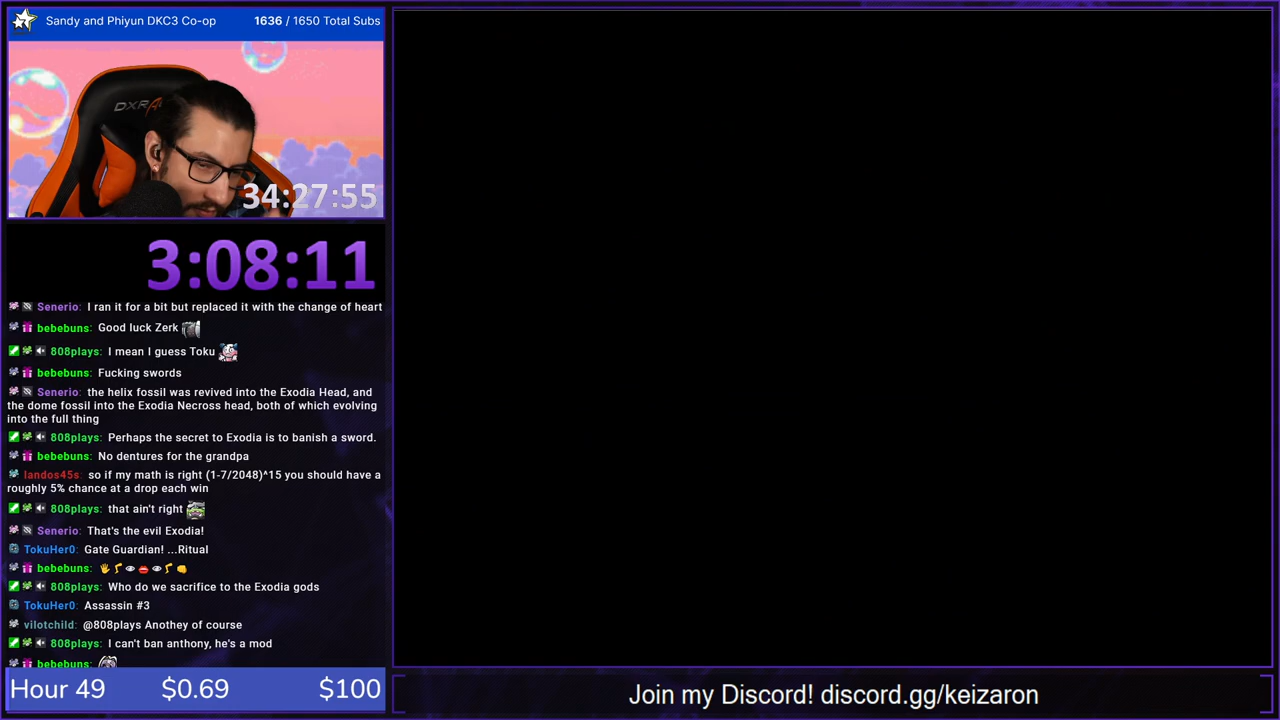 Sandy and Phiyun DKC3 Co-op
1636 / 1650 Total Subs
34:27:55
3:08:11
Senerio: I ran it for a bit but replaced it with the change of heart
bebebuns: Good luck Zerk
808plays: I mean I guess Toku
bebebuns: Fucking swords
Senerio: the helix fossil was revived into the Exodia Head, and
the dome fossil into the Exodia Necross head, both of which evolving
into the full thing
808plays: Perhaps the secret to Exodia is to banish a sword.
bebebuns: No dentures for the grandpa
landos45s: so if my math is right (1-7/2048)^15 you should have a
roughly 5% chance at a drop each win
808plays: that ain't right
Senerio: That's the evil Exodia!
TokuHer0: Gate Guardian! ...Ritual
bebebuns:
808plays: Who do we sacrifice to the Exodia gods
TokuHer0: Assassin #3
vilotchild: @808plays Anothey of course
808plays: I can't ban anthony, he's a mod
bebebuns:
Hour 49 $0.69 $100
Join my Discord! discord.gg/keizaron